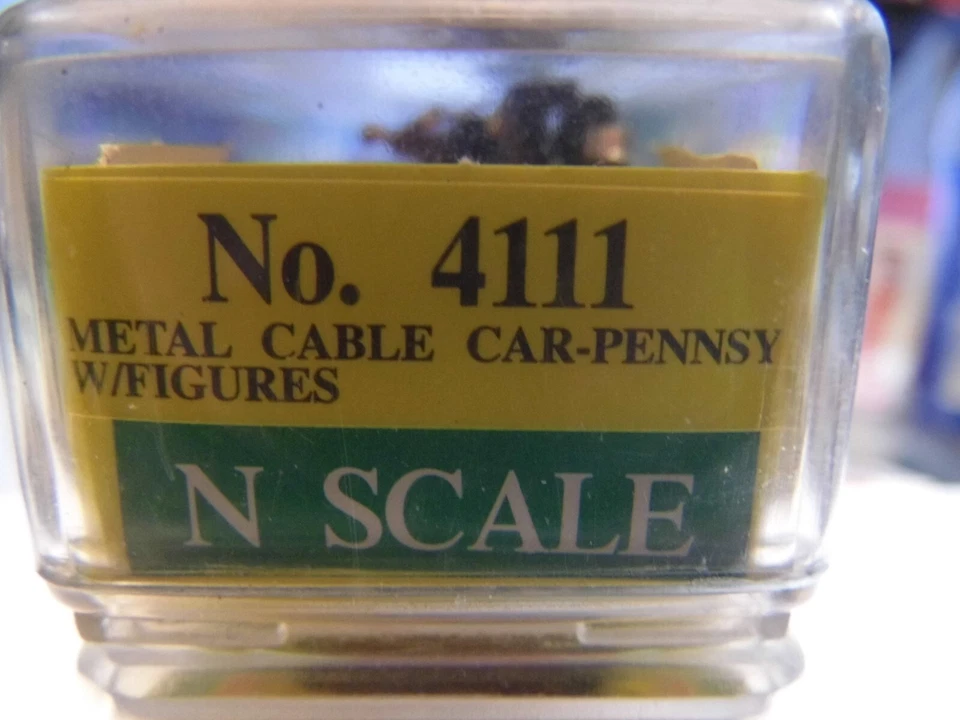 No. 4111
METAL CABLE CAR-PENNSY
W/FIGURES
N SCALE